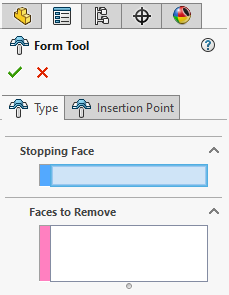 Form Tool
Type Insertion Point
Stopping Face
Faces to Remove